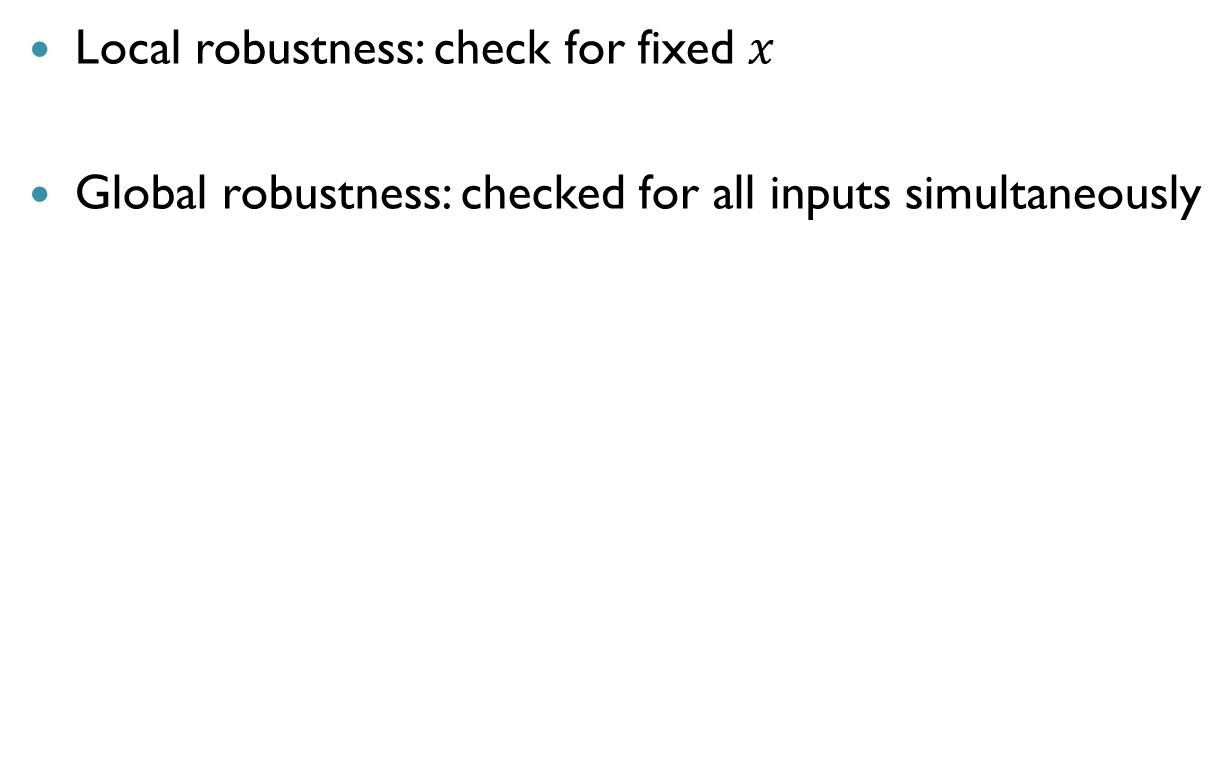 • Local robustness: check for fixed 𝑥
• Global robustness: checked for all inputs simultaneously